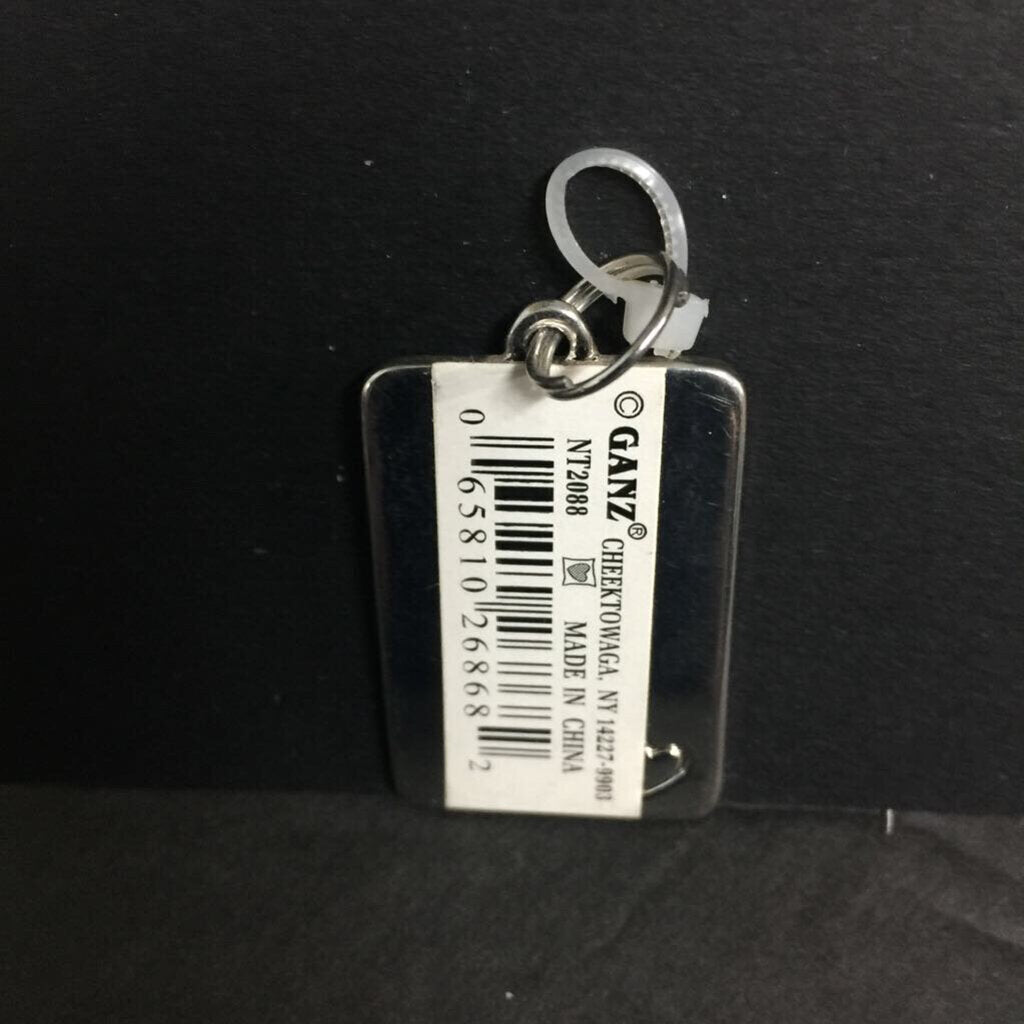 © GANZ® CHEEKTOWAGA, NY 14227-9903
NT2088 MADE IN CHINA
0 65810 26868 2